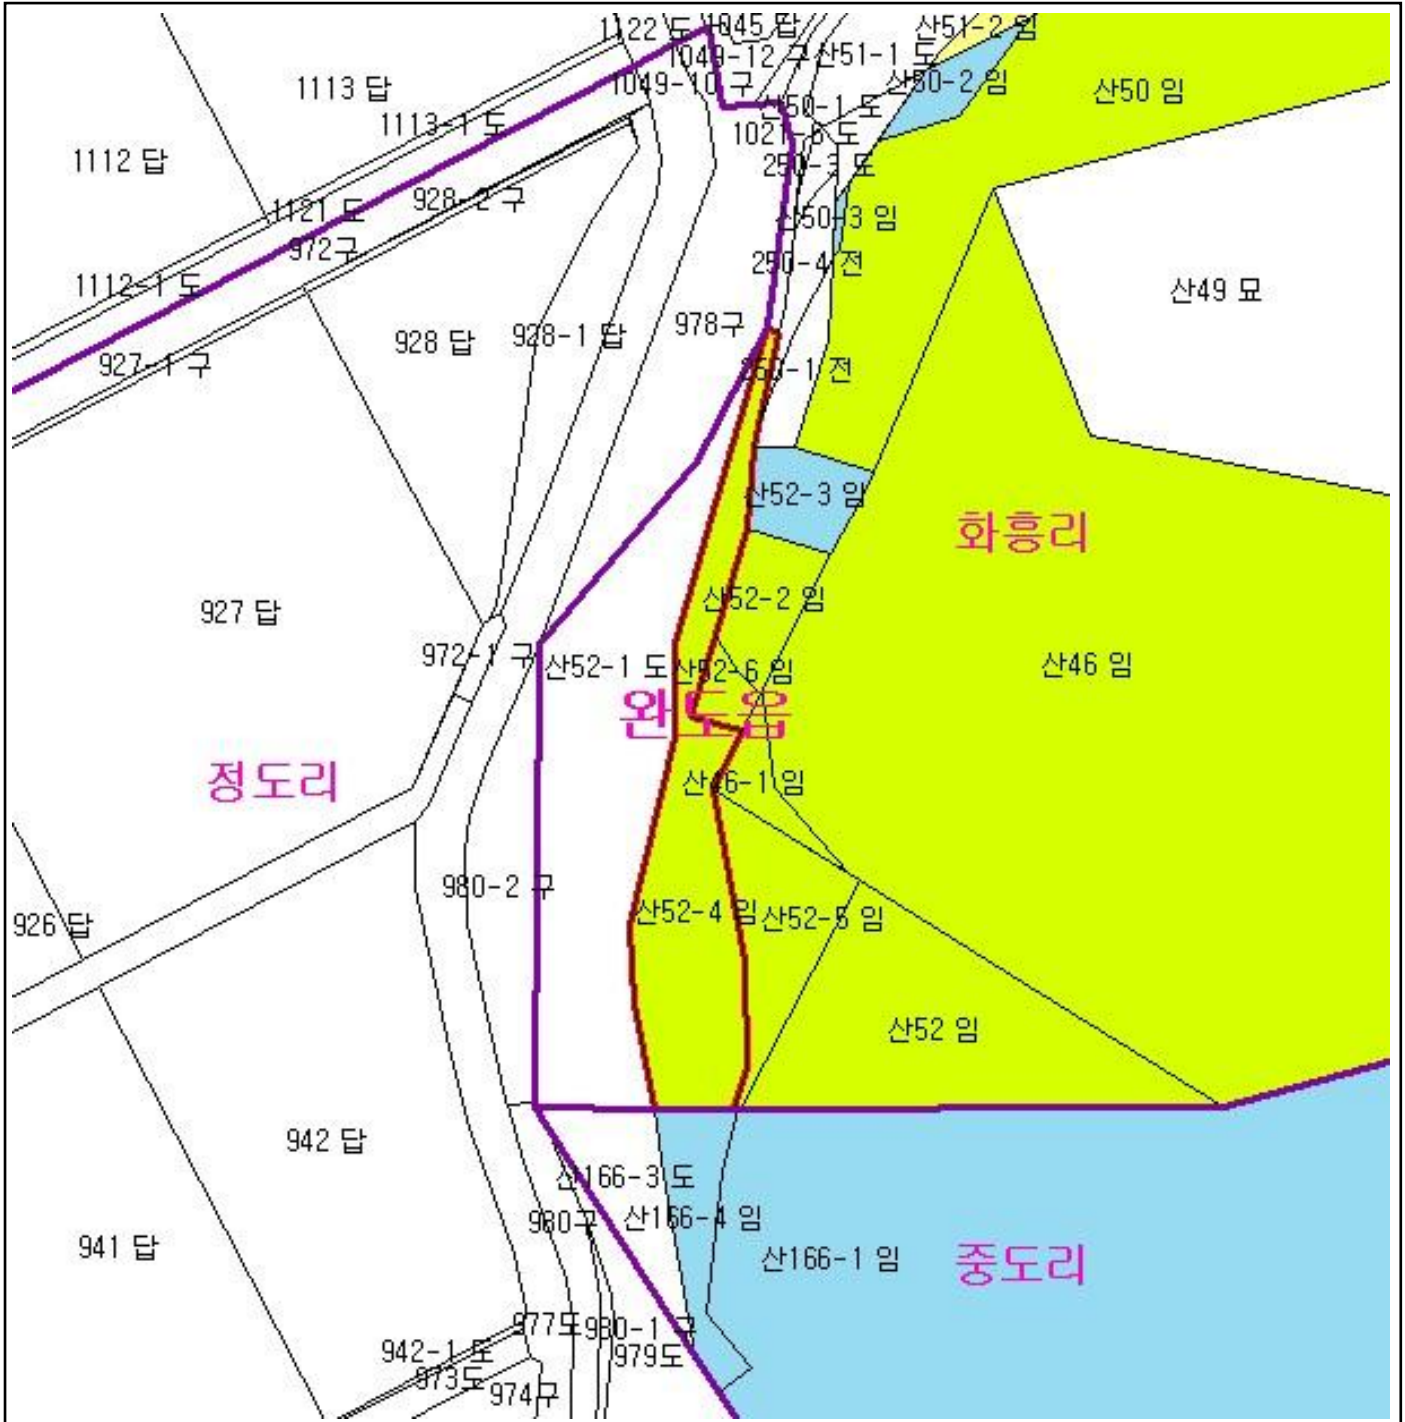 1122 도
1045 답
산51-2 임
1049-12 구
산51-1 도
1113 답
1049-10 구
산50-2 임
산50 임
산50-1 도
1113-1 도
1021-6 도
1112 답
250-3 도
928-2 구
1121 도
산50-3 임
972구
250-4 전
1112-1 도
산49 묘
978구
928-1 답
928 답
927-1 구
250-1 전
산52-3 임
화흥리
산52-2 임
927 답
972-1 구
산52-1 도
산52-6 임
산46 임
완도읍
정도리
산46-1 임
980-2 구
산52-4 임
산52-5 임
926 답
산52 임
942 답
산166-3 도
980구
산166-4 임
941 답
산166-1 임
중도리
977도
980-1 구
942-1 도
979도
973도
974구